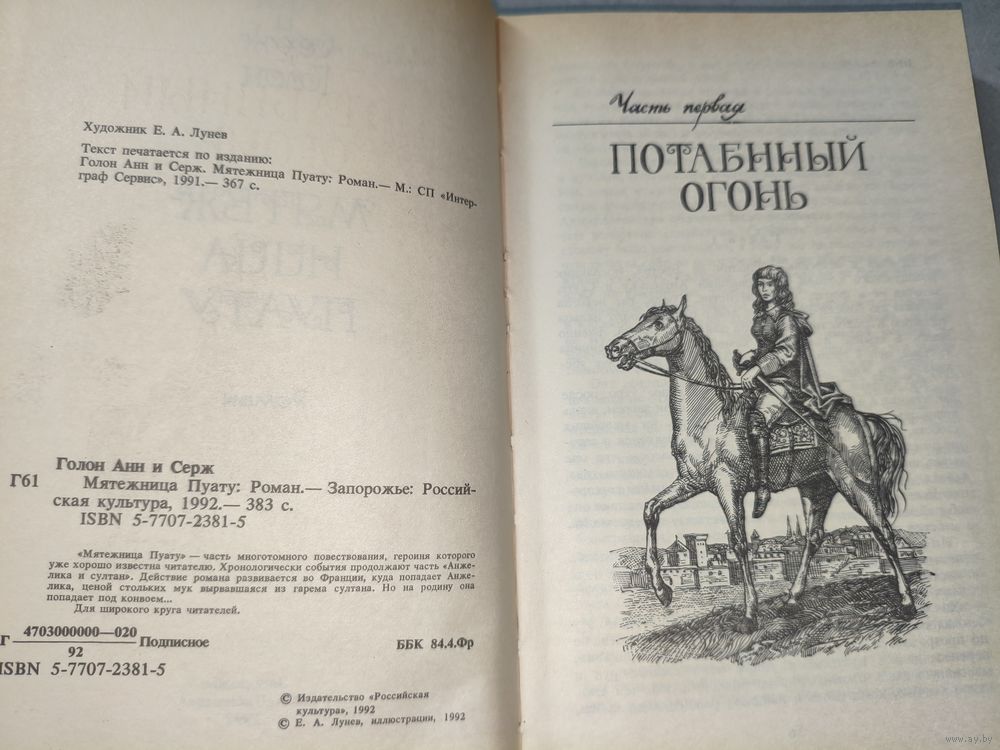 Художник Е. А. Лунев
Текст печатается по изданию:
Голон Анн и Серж. Мятежница Пуату: Роман.— М.: СП «Интер-
граф Сервис», 1991.— 367 с.
Голон Анн и Серж
Г61
Мятежница Пуату: Роман.— Запорожье: Россий-
ская культура, 1992.— 383 с.
ISBN 5-7707-2381-5
«Мятежница Пуату» — часть многотомного повествования, героиня которого
уже хорошо известна читателю. Хронологически события продолжают часть «Анже-
лика и султан». Действие романа развивается во Франции, куда попадает Анже-
лика, ценой стольких мук вырвавшаяся из гарема султана. Но на родину она
попадает под конвоем...
Для широкого круга читателей.
Г 4703000000—020 Подписное
92
ББК 84.4.Фр
ISBN 5-7707-2381-5
© Издательство «Российская
культура», 1992
© Е. А. Лунев, иллюстрации, 1992
Часть первая
ПОТАБННЫЙ
ОГОНЬ
www.ay.by